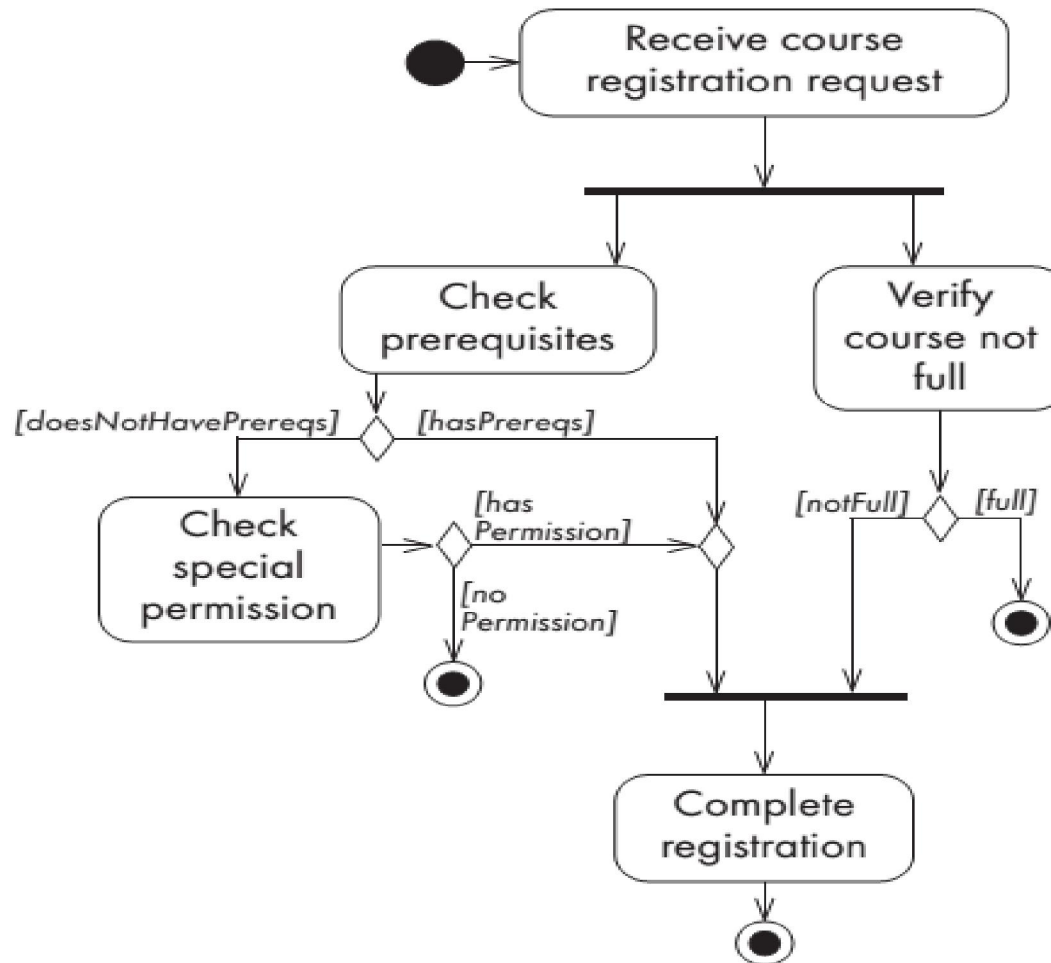 Receive course
registration request
Check
prerequisites
Verify
course not
full
[doesNotHavePrereqs]
[hasPrereqs]
[notFull]
[full]
Check
special
permission
[has
Permission]
[no
Permission]
Complete
registration